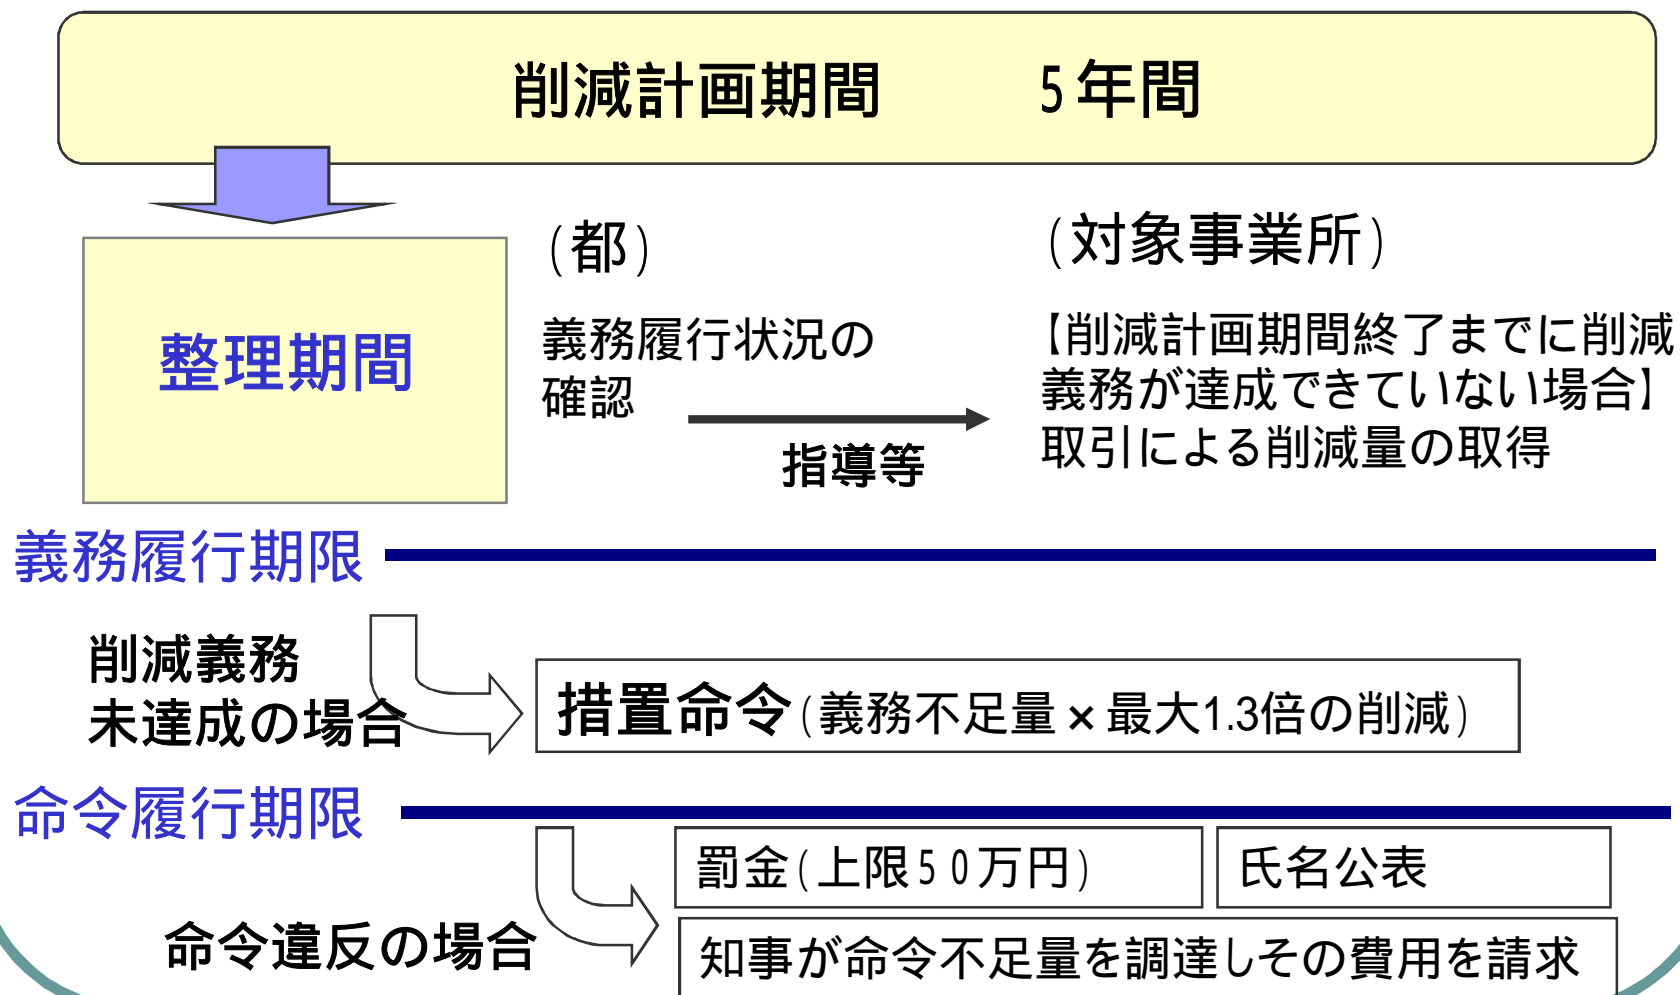 削減計画期間　　5年間
整理期間
(都)
義務履行状況の
確認
指導等
(対象事業所)
【削減計画期間終了までに削減
義務が達成できていない場合】
取引による削減量の取得
義務履行期限
削減義務
未達成の場合
措置命令(義務不足量×最大1.3倍の削減)
命令履行期限
命令違反の場合
罰金(上限50万円)
氏名公表
知事が命令不足量を調達しその費用を請求